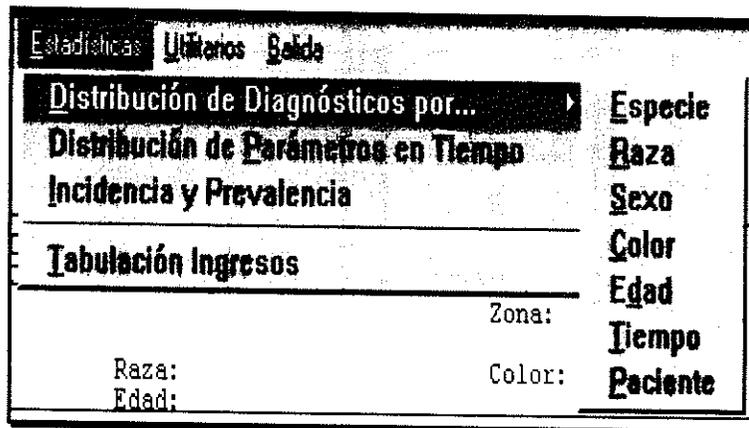 Estadísticas Utilitarios Salida
Distribución de Diagnósticos por...
Distribución de Parámetros en Tiempo
Incidencia y Prevalencia
Tabulación Ingresos
Especie
Raza
Sexo
Color
Edad
Tiempo
Paciente
Zona:
Raza: Color:
Edad: